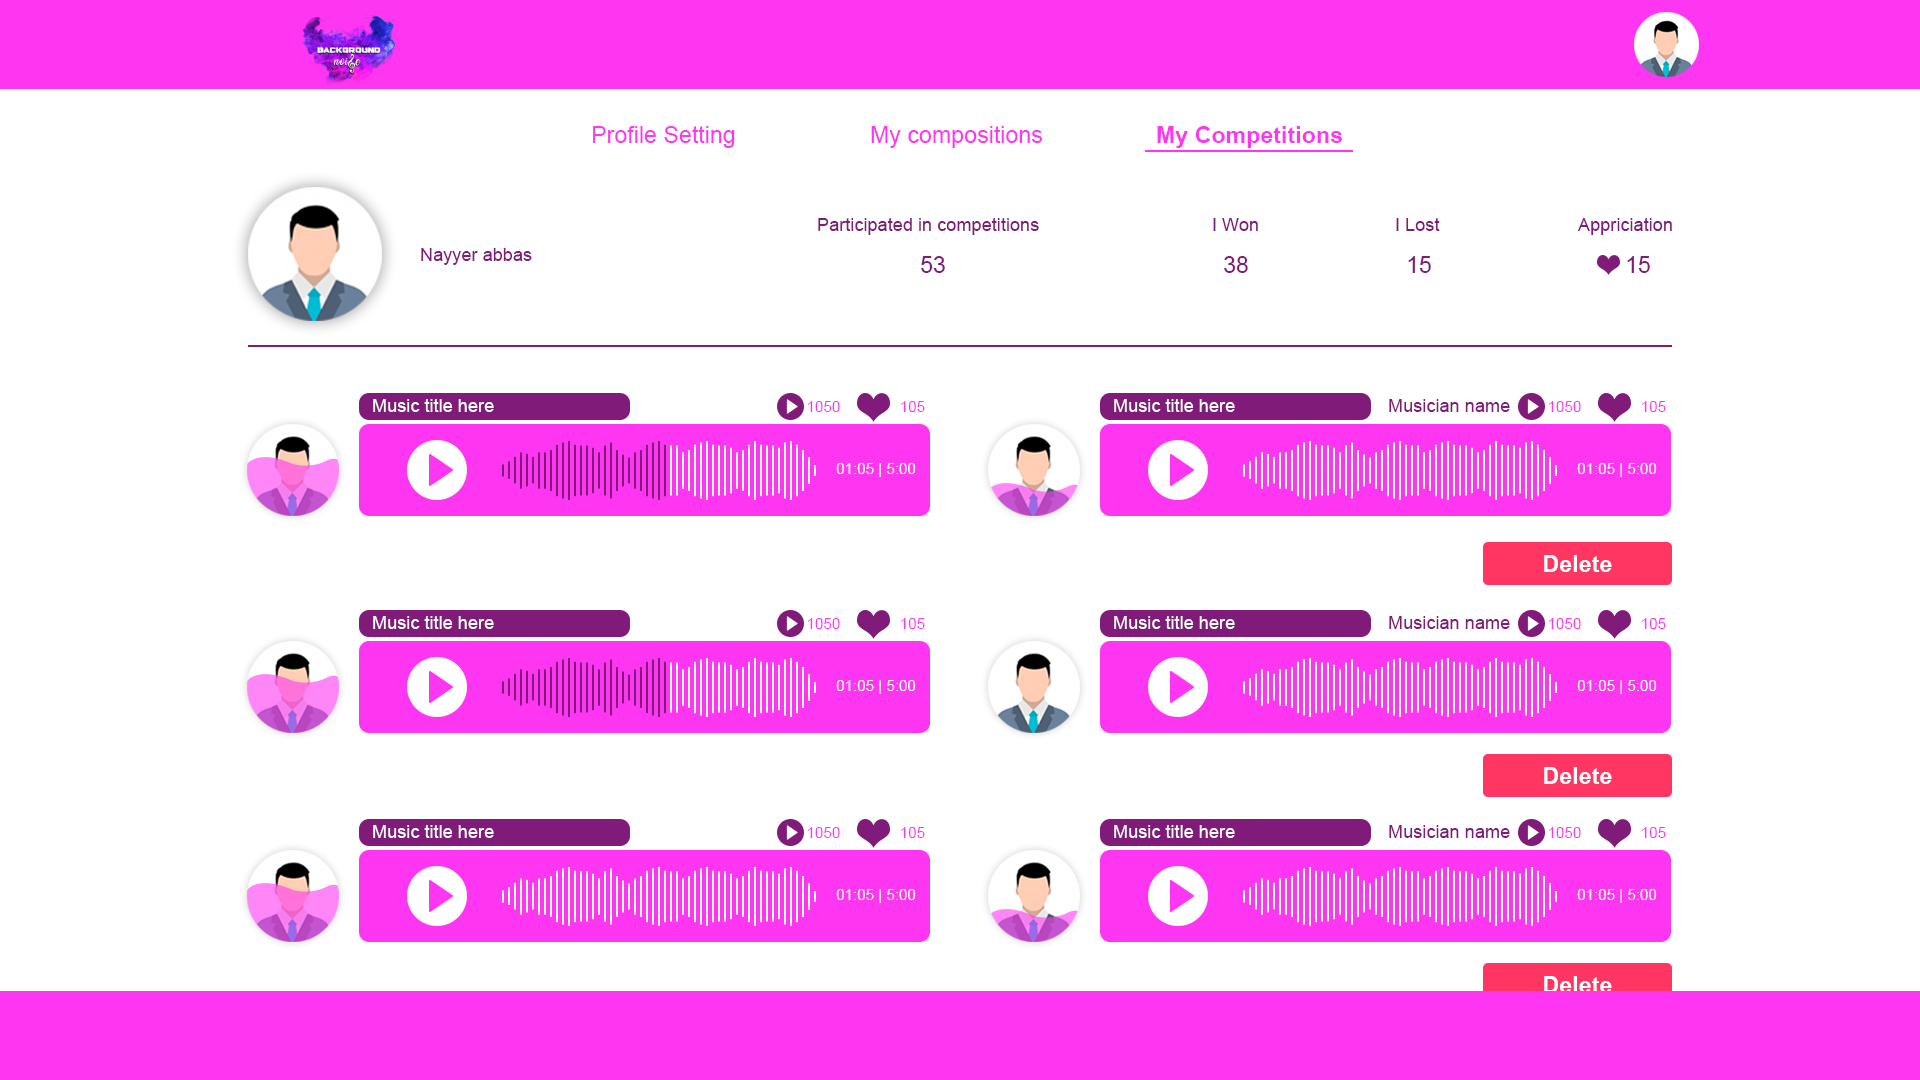 BACKGROUND
noize
Profile Setting
My compositions
My Competitions
Nayyer abbas
Participated in competitions
53
I Won
38
I Lost
15
Appriciation
15
Music title here
1050
105
01:05 | 5:00
Music title here
Musician name
1050
105
01:05 | 5:00
Delete
Music title here
1050
105
01:05 | 5:00
Music title here
Musician name
1050
105
01:05 | 5:00
Delete
Music title here
1050
105
01:05 | 5:00
Music title here
Musician name
1050
105
01:05 | 5:00
Delete